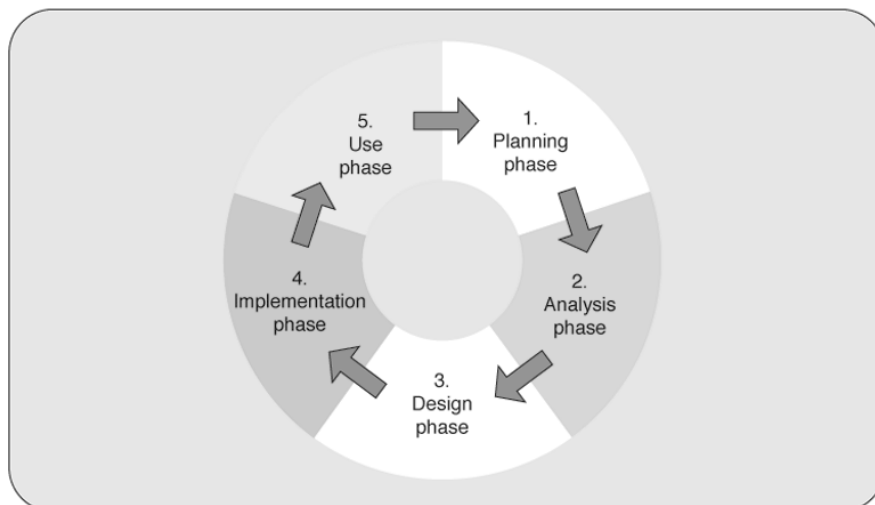 1.
Planning
phase
2.
Analysis
phase
3.
Design
phase
4.
Implementation
phase
5.
Use
phase